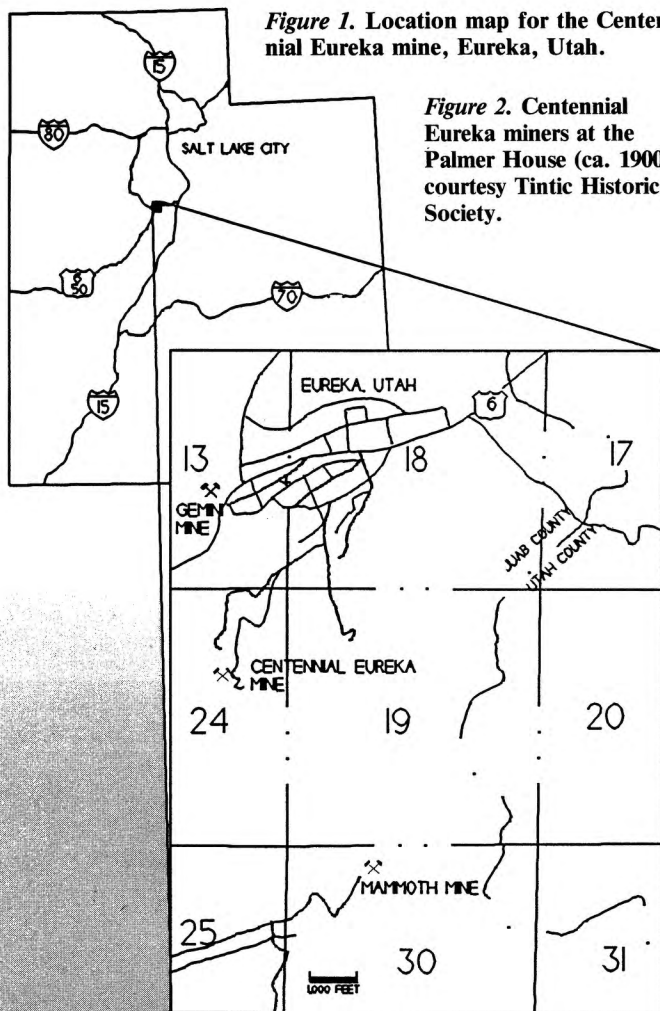 Figure 1. Location map for the Centen-
nial Eureka mine, Eureka, Utah.
Figure 2. Centennial
Eureka miners at the
Palmer House (ca. 1900
courtesy Tintic Historic
Society.
15
80
SALT LAKE CITY
6
50
70
15
EUREKA, UTAH
6
13
18
17
GEMINI
MINE
JUAB COUNTY
UTAH COUNTY
CENTENNIAL EUREKA
MINE
24
19
20
MAMMOTH MINE
25
30
31
1,000 FEET